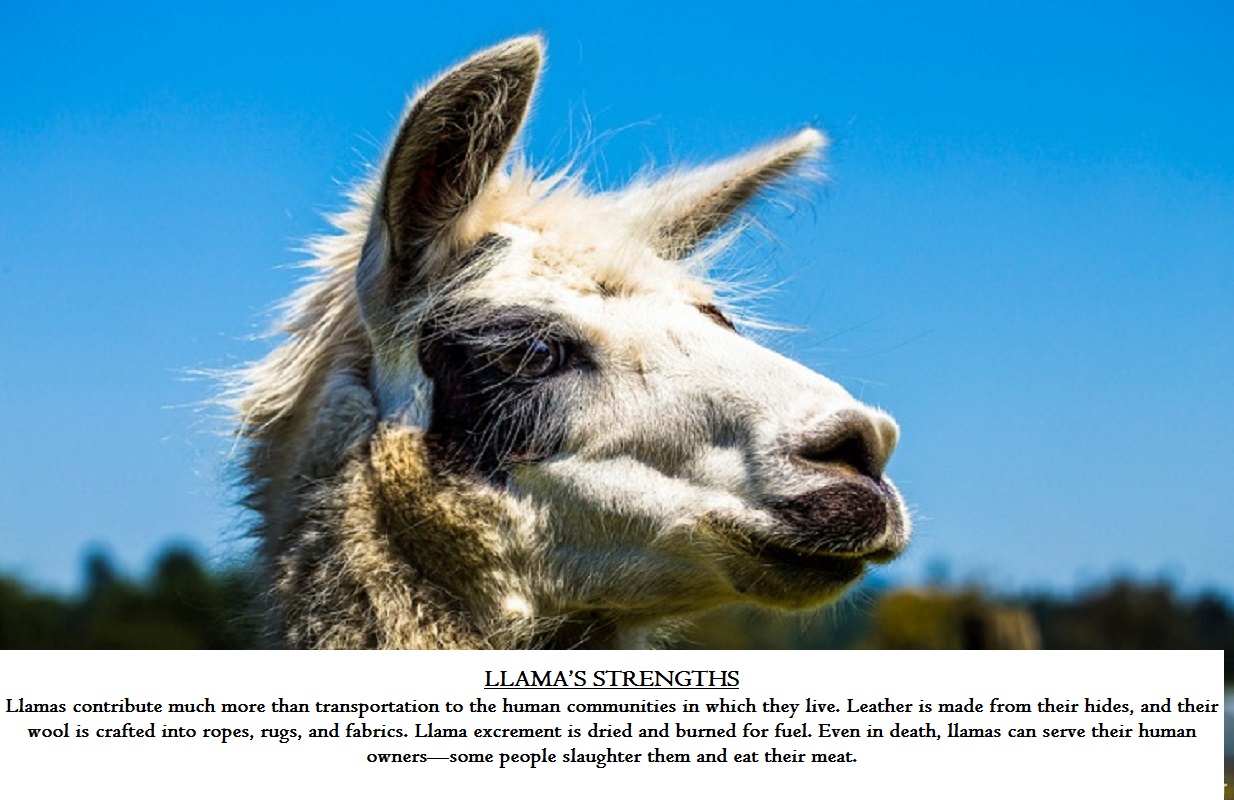 LLAMA'S STRENGTHS
Llamas contribute much more than transportation to the human communities in which they live. Leather is made from their hides, and their
wool is crafted into ropes, rugs, and fabrics. Llama excrement is dried and burned for fuel. Even in death, llamas can serve their human
owners—some people slaughter them and eat their meat.